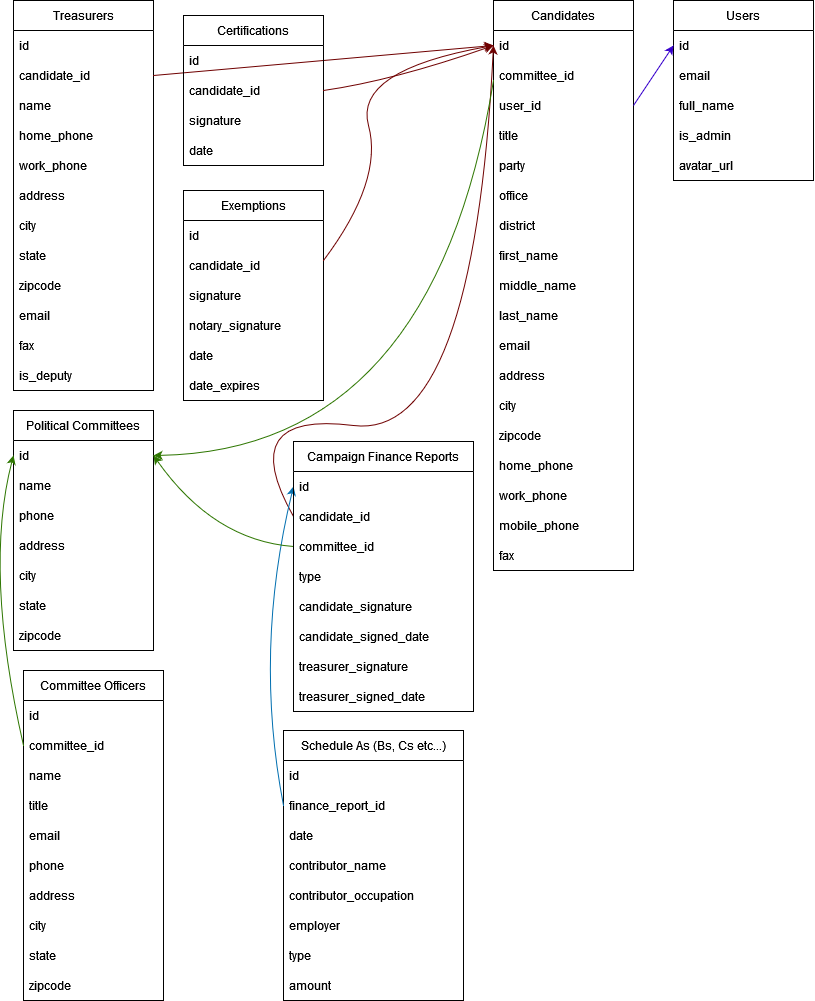 Treasurers
id
candidate_id
name
home_phone
work_phone
address
city
state
zipcode
email
fax
is_deputy
Certifications
id
candidate_id
signature
date
Exemptions
id
candidate_id
signature
notary_signature
date
date_expires
Candidates
id
committee_id
user_id
title
party
office
district
first_name
middle_name
last_name
email
address
city
zipcode
home_phone
work_phone
mobile_phone
fax
Users
id
email
full_name
is_admin
avatar_url
Political Committees
id
name
phone
address
city
state
zipcode
Campaign Finance Reports
id
candidate_id
committee_id
type
candidate_signature
candidate_signed_date
treasurer_signature
treasurer_signed_date
Committee Officers
id
committee_id
name
title
email
phone
address
city
state
zipcode
Schedule As (Bs, Cs etc...)
id
finance_report_id
date
contributor_name
contributor_occupation
employer
type
amount